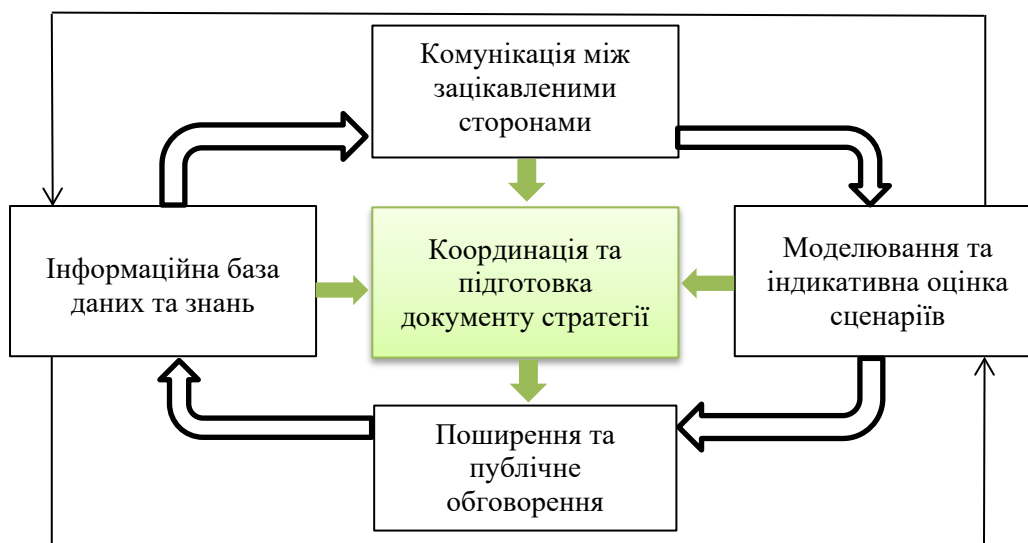 Комунікація між
зацікавленими
сторонами
Інформаційна база
даних та знань
Координація та
підготовка
документу стратегії
Моделювання та
індикативна оцінка
сценаріїв
Поширення та
публічне
обговорення